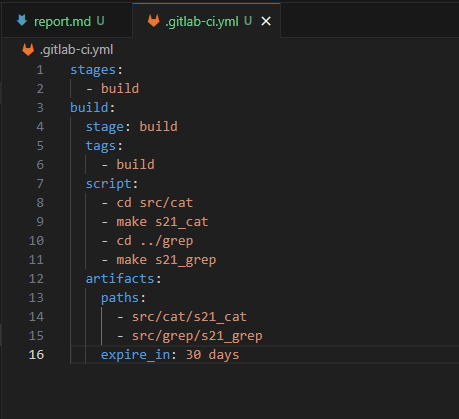 report.md U .gitlab-ci.yml U ✕
.gitlab-ci.yml
1 stages:
2   - build
3 build:
4   stage: build
5   tags:
6     - build
7   script:
8     - cd src/cat
9     - make s21_cat
10     - cd ../grep
11     - make s21_grep
12   artifacts:
13     paths:
14       - src/cat/s21_cat
15       - src/grep/s21_grep
16     expire_in: 30 days